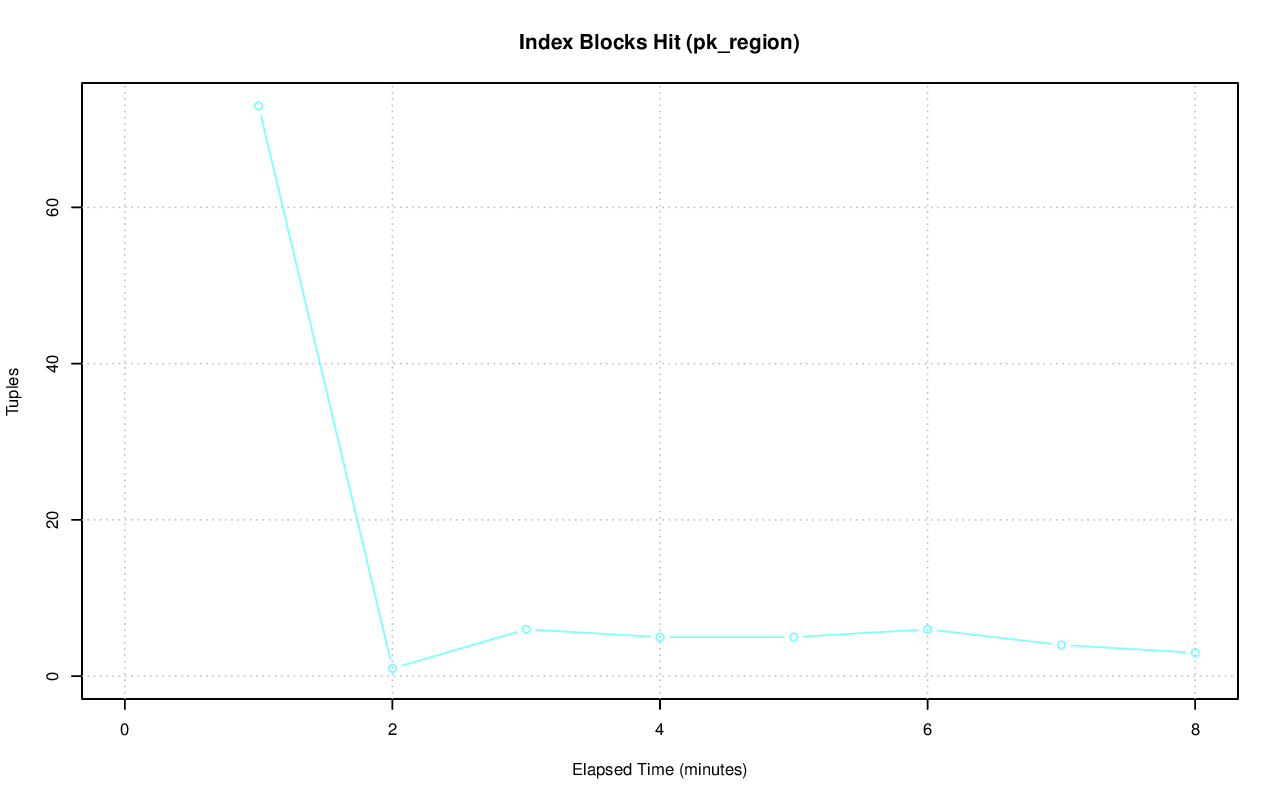 Index Blocks Hit (pk_region)
Tuples
60
40
20
0
0 2 4 6 8
Elapsed Time (minutes)